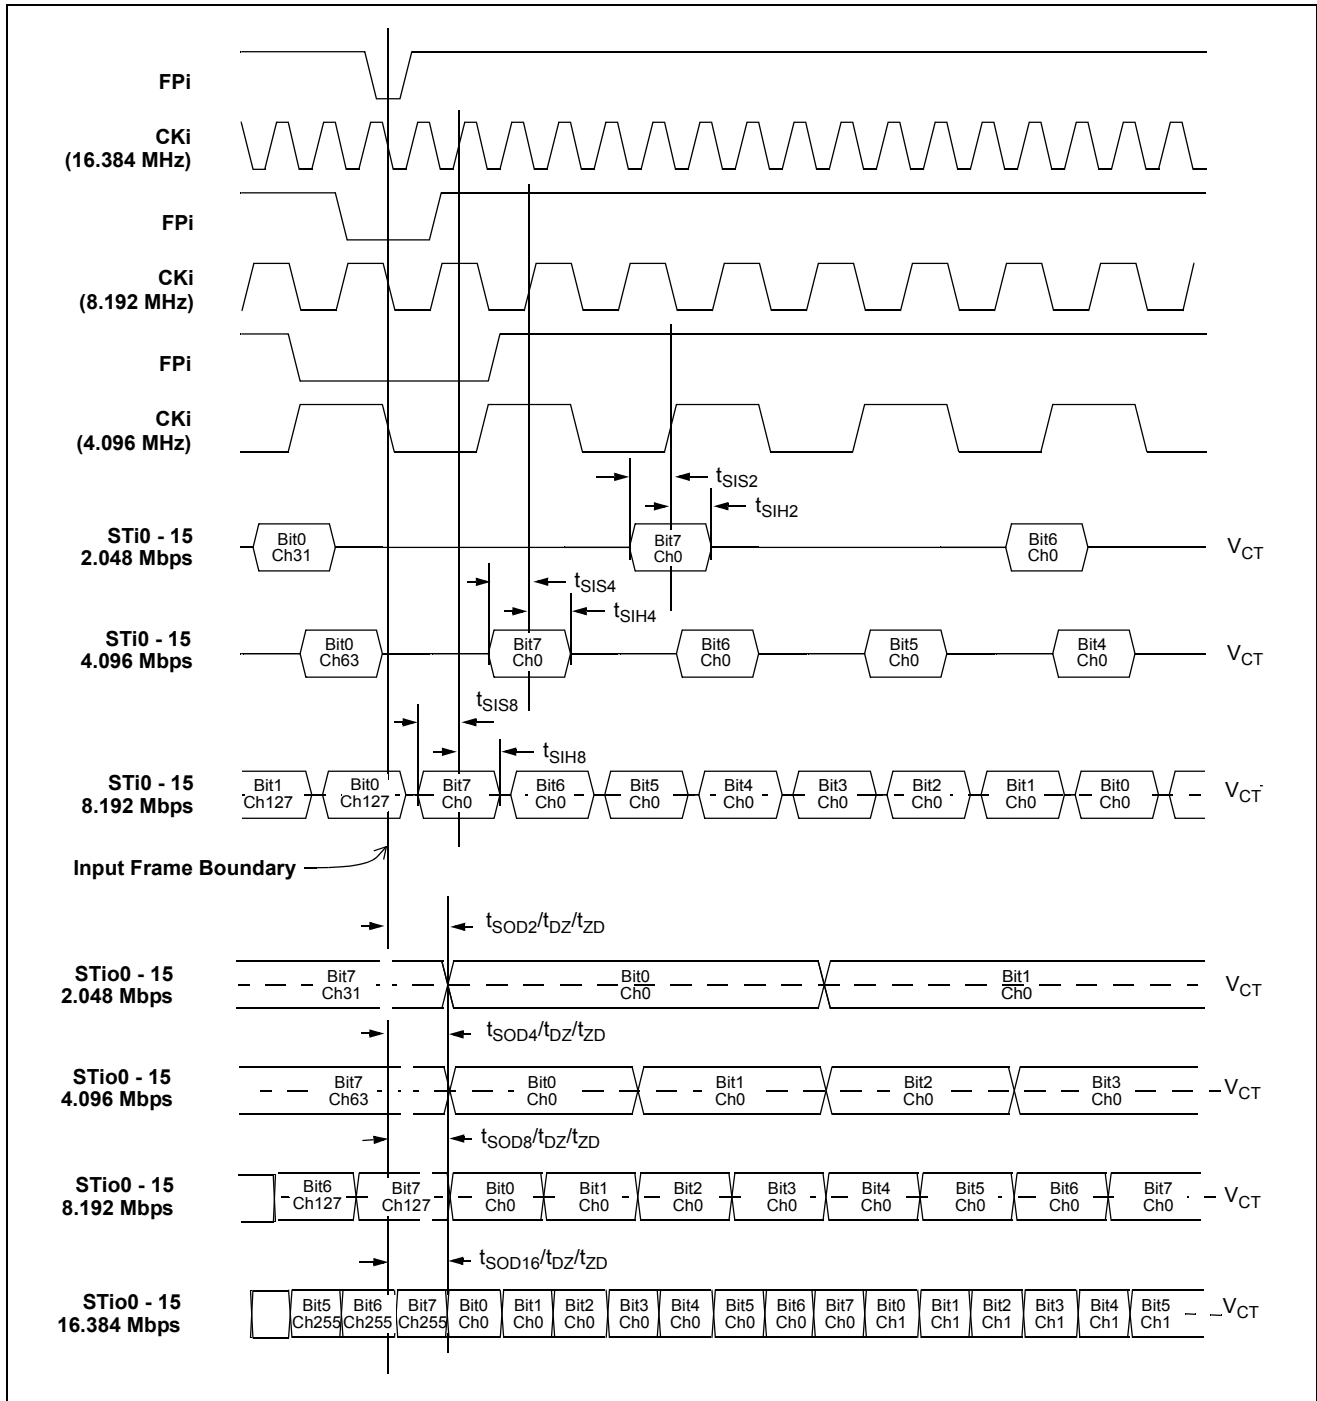 FPi
CKi
(16.384 MHz)
FPi
CKi
(8.192 MHz)
FPi
CKi
(4.096 MHz)
tSIS2
tSIH2
STi0 - 15
2.048 Mbps
Bit0
Ch31
Bit7
Ch0
Bit6
Ch0
VCT
tSIS4
tSIH4
STi0 - 15
4.096 Mbps
Bit0
Ch63
Bit7
Ch0
Bit6
Ch0
Bit5
Ch0
Bit4
Ch0
VCT
tSIS8
tSIH8
STi0 - 15
8.192 Mbps
Bit1
Ch127
Bit0
Ch127
Bit7
Ch0
Bit6
Ch0
Bit5
Ch0
Bit4
Ch0
Bit3
Ch0
Bit2
Ch0
Bit1
Ch0
Bit0
Ch0
VCT
Input Frame Boundary
tSOD2/tDZ/tZD
STio0 - 15
2.048 Mbps
Bit7
Ch31
Bit0
Ch0
Bit1
Ch0
VCT
tSOD4/tDZ/tZD
STio0 - 15
4.096 Mbps
Bit7
Ch63
Bit0
Ch0
Bit1
Ch0
Bit2
Ch0
Bit3
Ch0
VCT
tSOD8/tDZ/tZD
STio0 - 15
8.192 Mbps
Bit6
Ch127
Bit7
Ch127
Bit0
Ch0
Bit1
Ch0
Bit2
Ch0
Bit3
Ch0
Bit4
Ch0
Bit5
Ch0
Bit6
Ch0
Bit7
Ch0
VCT
tSOD16/tDZ/tZD
STio0 - 15
16.384 Mbps
Bit5
Ch255
Bit6
Ch255
Bit7
Ch255
Bit0
Ch0
Bit1
Ch0
Bit2
Ch0
Bit3
Ch0
Bit4
Ch0
Bit5
Ch0
Bit6
Ch0
Bit7
Ch0
Bit0
Ch1
Bit1
Ch1
Bit2
Ch1
Bit3
Ch1
Bit4
Ch1
Bit5
Ch1
VCT